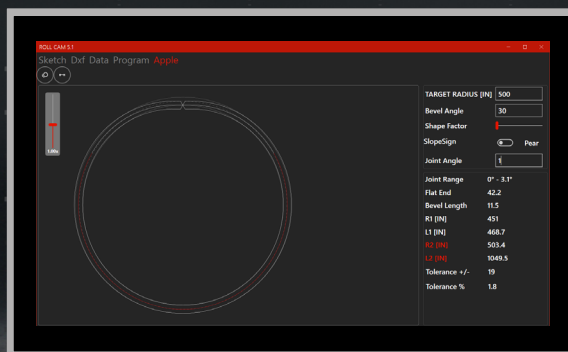 ROLL CAM 5.1
Sketch Dxf Data Program Apple
TARGET RADIUS [IN] 500
Bevel Angle 30
Shape Factor
SlopeSign Pear
Joint Angle 1
Joint Range 0° - 3.1°
Flat End 42.2
Bevel Length 11.5
R1 [IN] 451
L1 [IN] 468.7
R2 [IN] 503.4
L2 [IN] 1049.5
Tolerance +/- 19
Tolerance % 1.8
1.00x